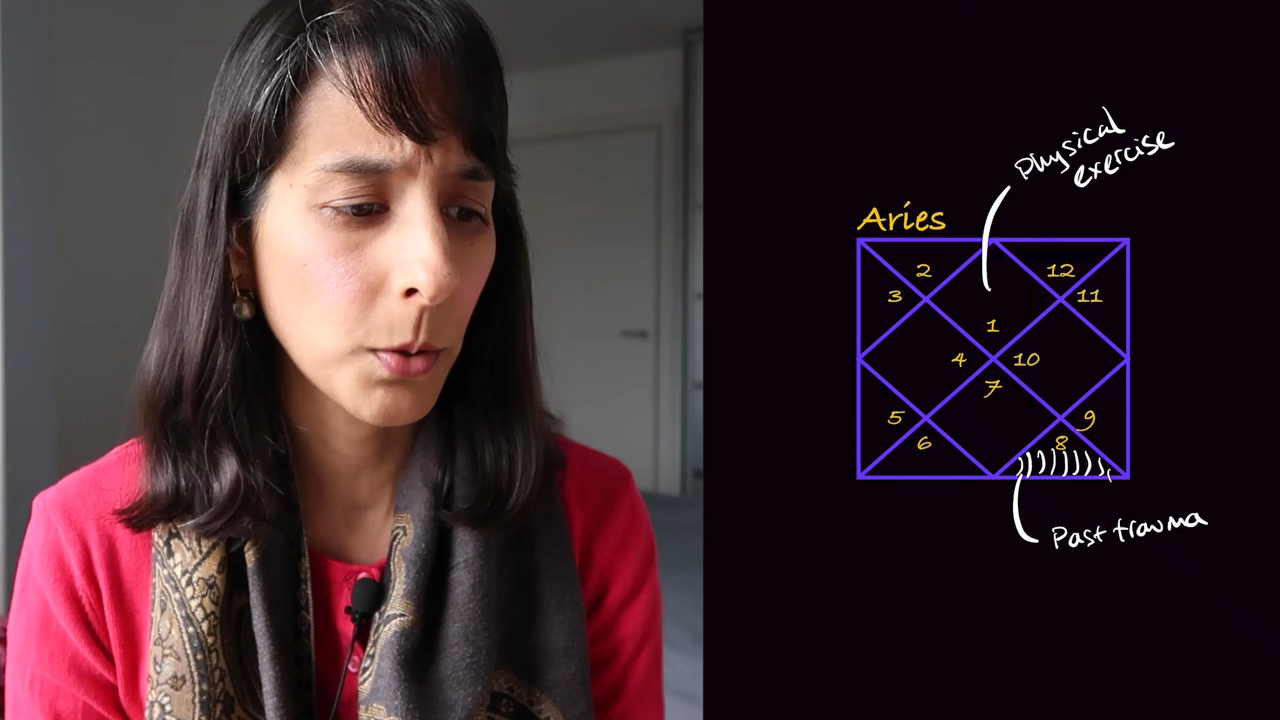 Physical
exercise
Aries
2 12
3 11
1
4 10
7
5 9
6 8
Past trauma